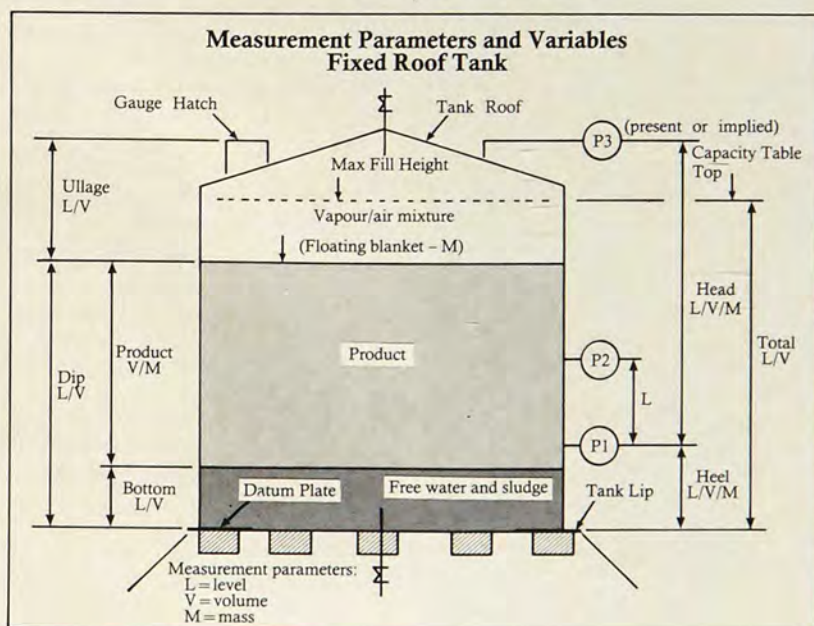 Measurement Parameters and Variables
Fixed Roof Tank
Gauge Hatch
Tank Roof
P3
(present or implied)
Capacity Table
Top
Max Fill Height
Ullage
L/V
Vapour/air mixture
(Floating blanket – M)
Head
L/V/M
Product
V/M
Product
P2
Total
L/V
Dip
L/V
L
P1
Bottom
L/V
Datum Plate
Free water and sludge
Tank Lip
Heel
L/V/M
Measurement parameters:
L = level
V = volume
M = mass